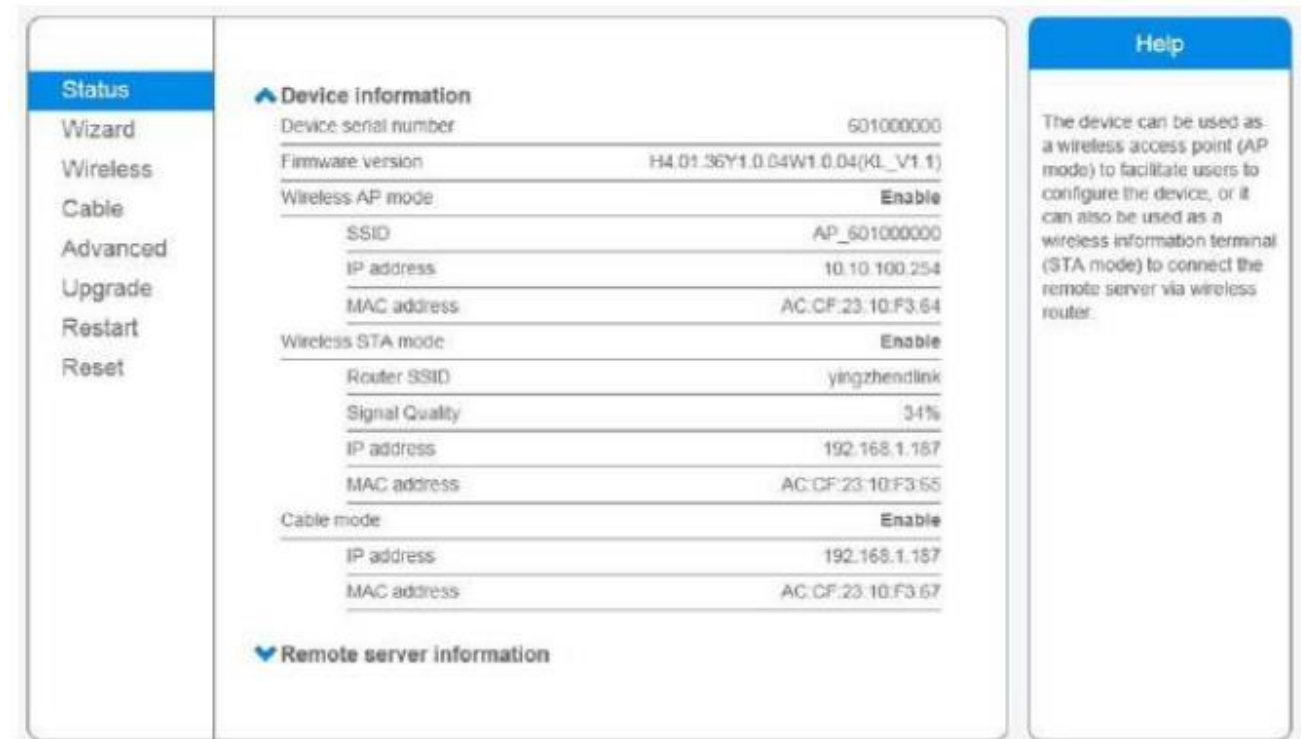 Status
Wizard
Wireless
Cable
Advanced
Upgrade
Restart
Reset
Device information
Device serial number 601000000
Firmware version H4.01.36Y1.0.04W1.0.04(KL_V1.1)
Wireless AP mode Enable
SSID AP_601000000
IP address 10.10.100.254
MAC address AC:CF:23:10:F3:64
Wireless STA mode Enable
Router SSID yingzhendlink
Signal Quality 34%
IP address 192.168.1.187
MAC address AC:CF:23:10:F3:65
Cable mode Enable
IP address 192.168.1.187
MAC address AC:CF:23:10:F3:67
Remote server information
Help
The device can be used as
a wireless access point (AP
mode) to facilitate users to
configure the device, or it
can also be used as a
wireless information terminal
(STA mode) to connect the
remote server via wireless
router.